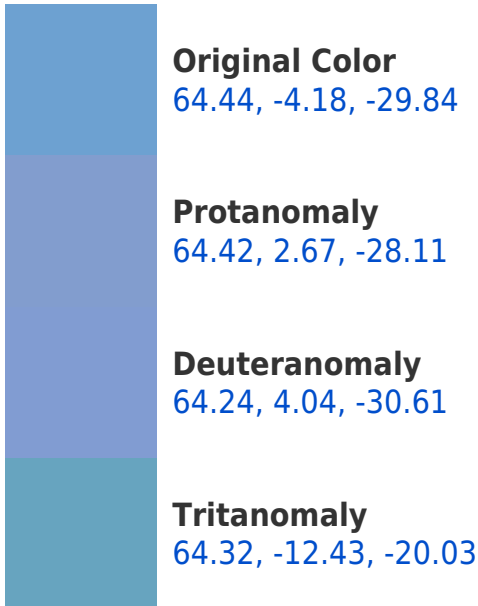 Original Color
64.44, -4.18, -29.84
Protanomaly
64.42, 2.67, -28.11
Deuteranomaly
64.24, 4.04, -30.61
Tritanomaly
64.32, -12.43, -20.03